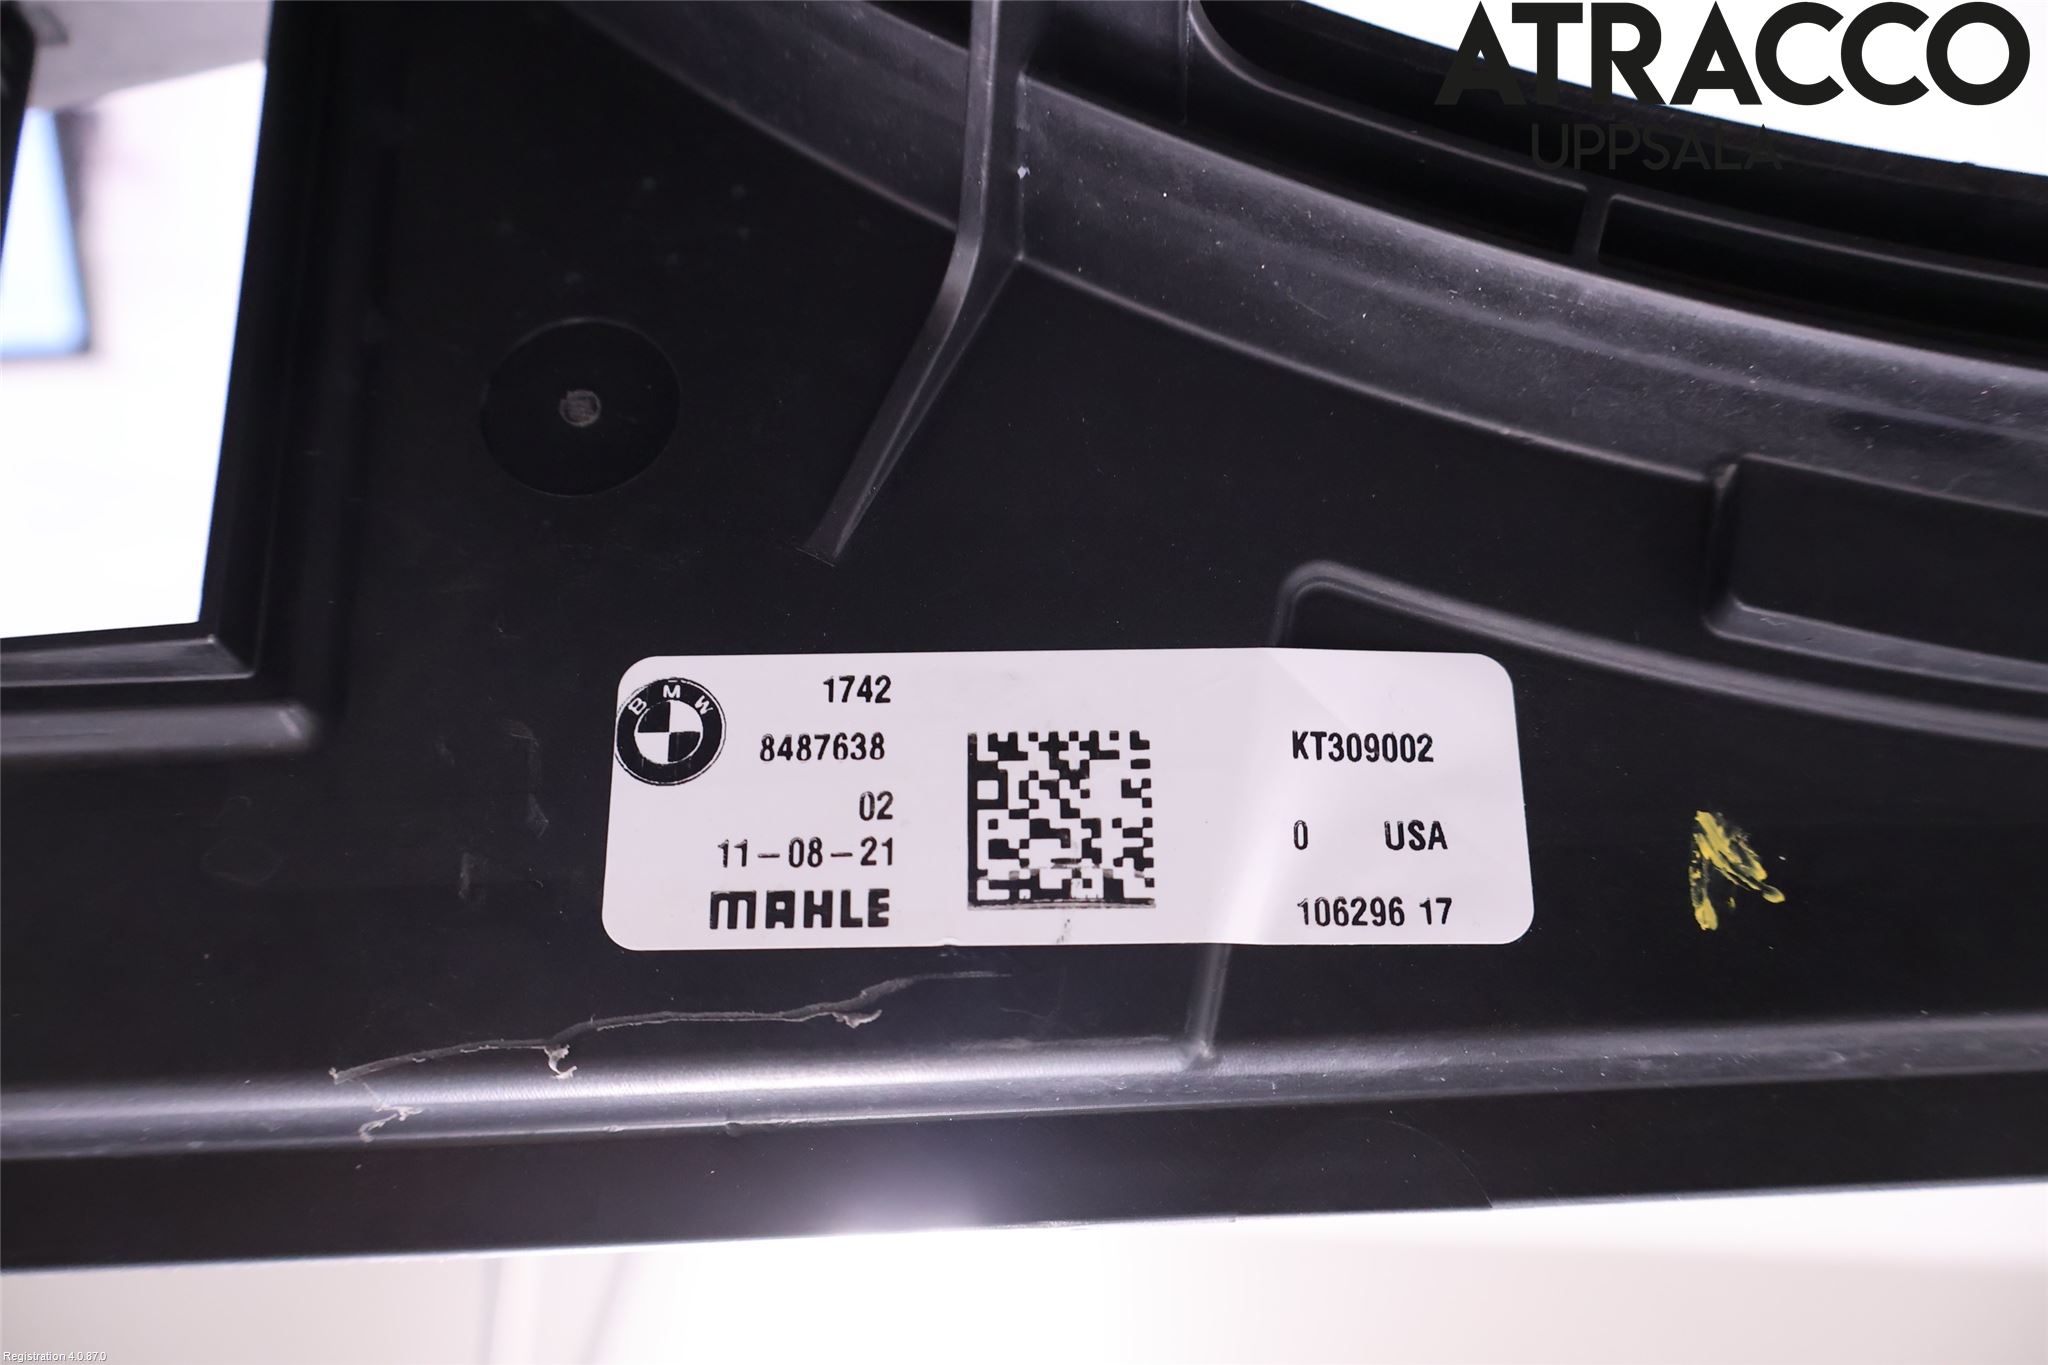 ATRACCO
UPPSALA
BMW
1742
8487638
02
11-08-21
MAHLE
KT309002
0 USA
106296 17
Registration 4.0.87.0